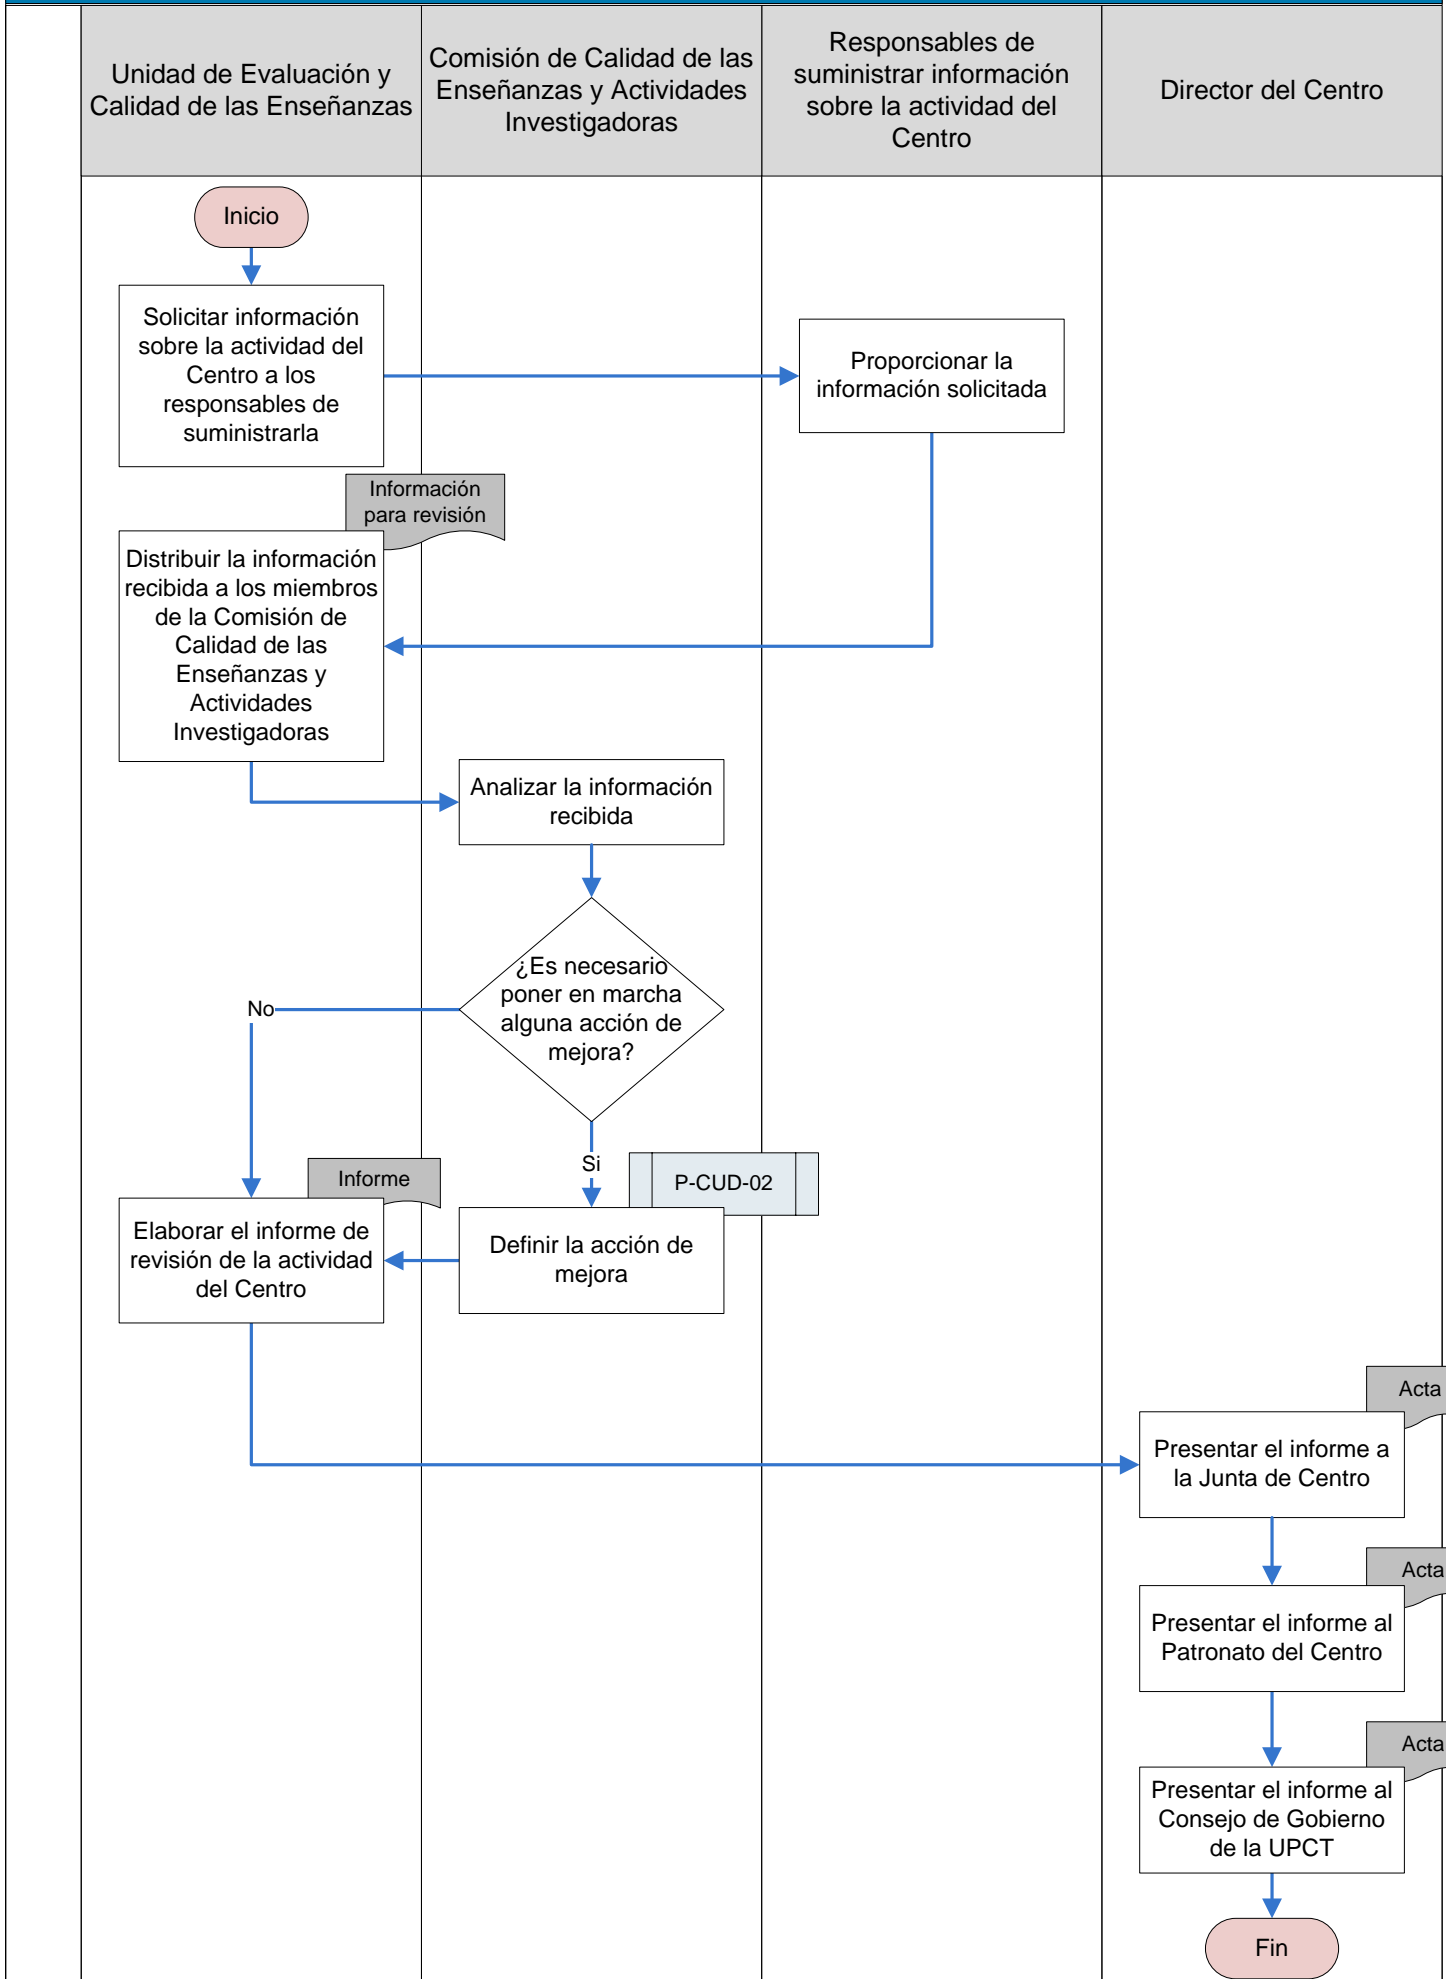 Unidad de Evaluación y
Calidad de las Enseñanzas
Comisión de Calidad de las
Enseñanzas y Actividades
Investigadoras
Responsables de
suministrar información
sobre la actividad del
Centro
Director del Centro
Inicio
Solicitar información
sobre la actividad del
Centro a los
responsables de
suministrarla
Proporcionar la
información solicitada
Información
para revisión
Distribuir la información
recibida a los miembros
de la Comisión de
Calidad de las
Enseñanzas y
Actividades
Investigadoras
Analizar la información
recibida
¿Es necesario
poner en marcha
alguna acción de
mejora?
No
Si
P-CUD-02
Informe
Elaborar el informe de
revisión de la actividad
del Centro
Definir la acción de
mejora
Acta
Presentar el informe a
la Junta de Centro
Acta
Presentar el informe al
Patronato del Centro
Acta
Presentar el informe al
Consejo de Gobierno
de la UPCT
Fin